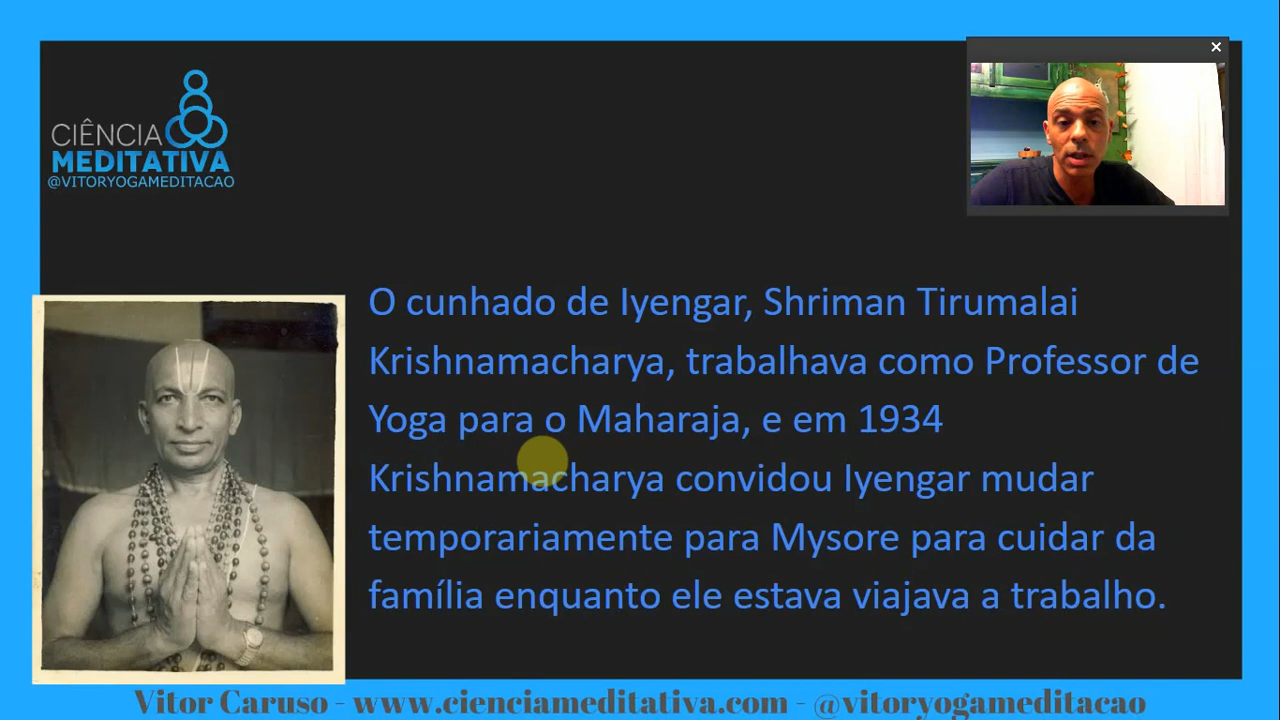 CIÊNCIA
MEDITATIVA
@VITORYOGAMEDITACAO
O cunhado de Iyengar, Shriman Tirumalai
Krishnamacharya, trabalhava como Professor de
Yoga para o Maharaja, e em 1934
Krishnamacharya convidou Iyengar mudar
temporariamente para Mysore para cuidar da
família enquanto ele estava viajava a trabalho.
Vitor Caruso - www.cienciameditativa.com - @vitoryogameditacao